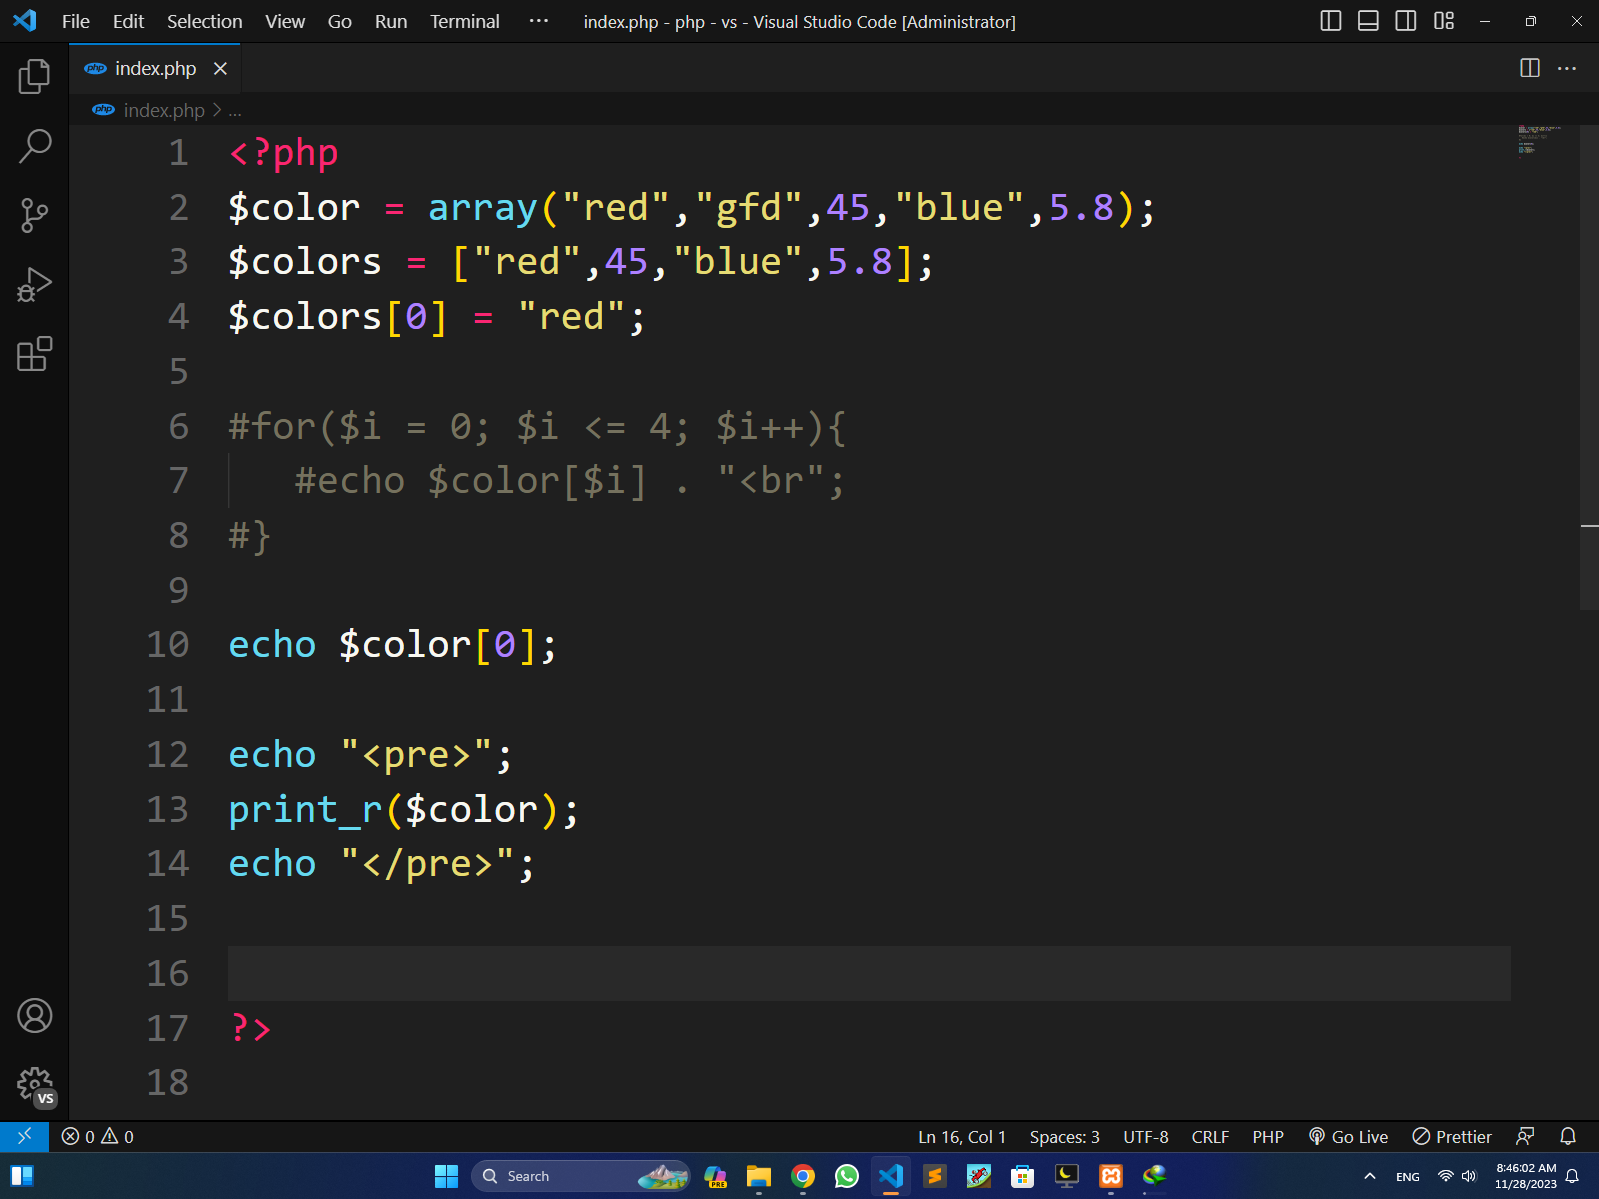 File Edit Selection View Go Run Terminal ··· index.php - php - vs - Visual Studio Code [Administrator]
php index.php
php index.php > ...
1 <?php
2 $color = array("red","gfd",45,"blue",5.8);
3 $colors = ["red",45,"blue",5.8];
4 $colors[0] = "red";
5
6 #for($i = 0; $i <= 4; $i++){
7    #echo $color[$i] . "<br";
8 #}
9
10 echo $color[0];
11
12 echo "<pre>";
13 print_r($color);
14 echo "</pre>";
15
16
17 ?>
18
VS
0 0 Ln 16, Col 1 Spaces: 3 UTF-8 CRLF PHP Go Live Prettier
Search PRE ENG 8:46:02 AM
11/28/2023